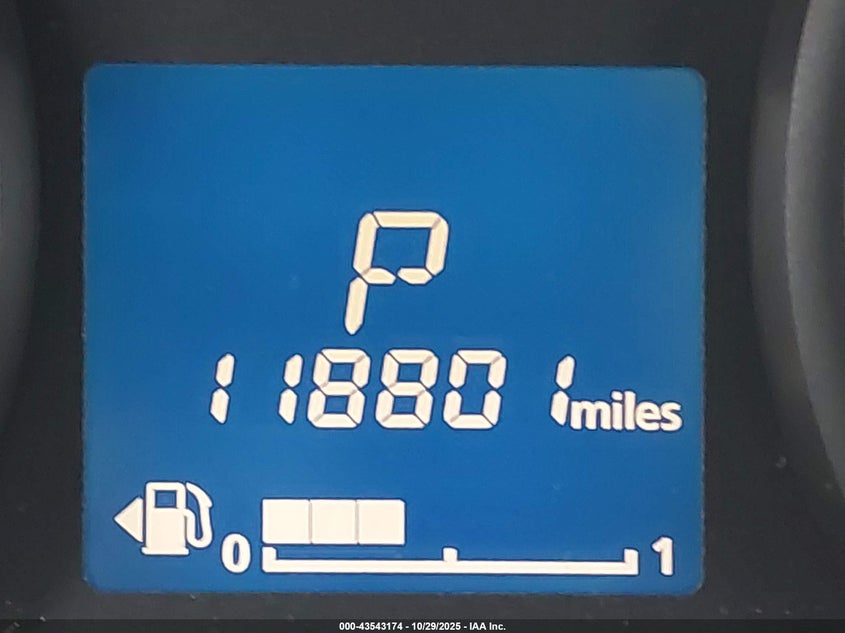 P
118801 miles
0 1
000-43543174 - 10/29/2025 - IAA Inc.